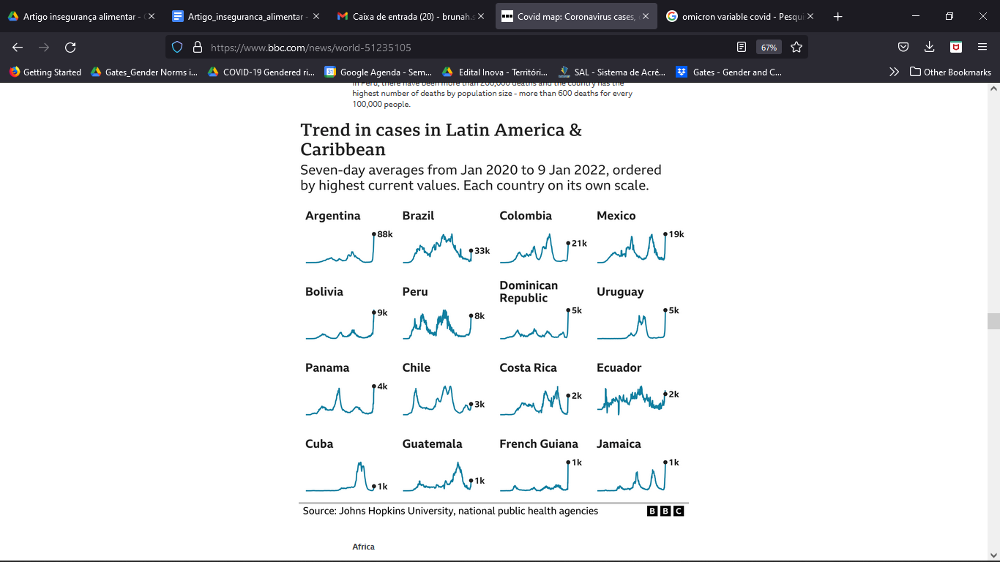 Artigo insegurança alimentar -
Artigo_inseguranca_alimentar -
Caixa de entrada (20) - brunah.s
Covid map: Coronavirus cases,
omicron variable covid - Pesqui
https://www.bbc.com/news/world-51235105
67%
Getting Started
Gates_Gender Norms i...
COVID-19 Gendered ri...
31
Google Agenda - Sem...
Edital Inova - Territóri...
SAL - Sistema de Acré...
Gates - Gender and C...
Other Bookmarks
In Peru, there have been more than 200,000 deaths and the country has the
highest number of deaths by population size - more than 600 deaths for every
100,000 people.
Trend in cases in Latin America &
Caribbean
Seven-day averages from Jan 2020 to 9 Jan 2022, ordered
by highest current values. Each country on its own scale.
Argentina
88k
Brazil
33k
Colombia
21k
Mexico
19k
Bolivia
9k
Peru
8k
Dominican
Republic
5k
Uruguay
5k
Panama
4k
Chile
3k
Costa Rica
2k
Ecuador
2k
Cuba
1k
Guatemala
1k
French Guiana
1k
Jamaica
1k
Source: Johns Hopkins University, national public health agencies
BBC
Africa